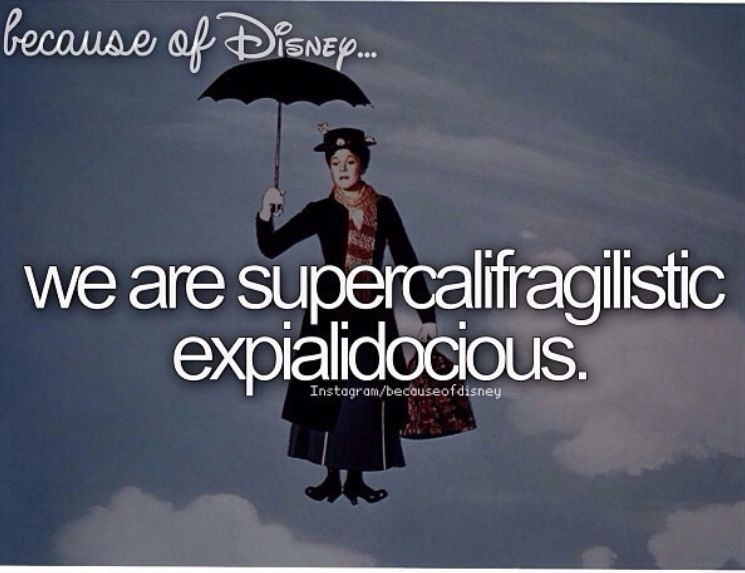 because of Disney...
we are supercalifragilistic
expialidocious.
Instagram/becauseofdisney